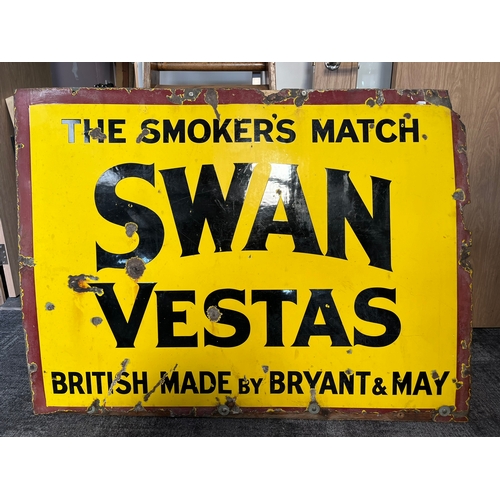 THE SMOKER'S MATCH
SWAN
VESTAS
BRITISH MADE BY BRYANT & MAY